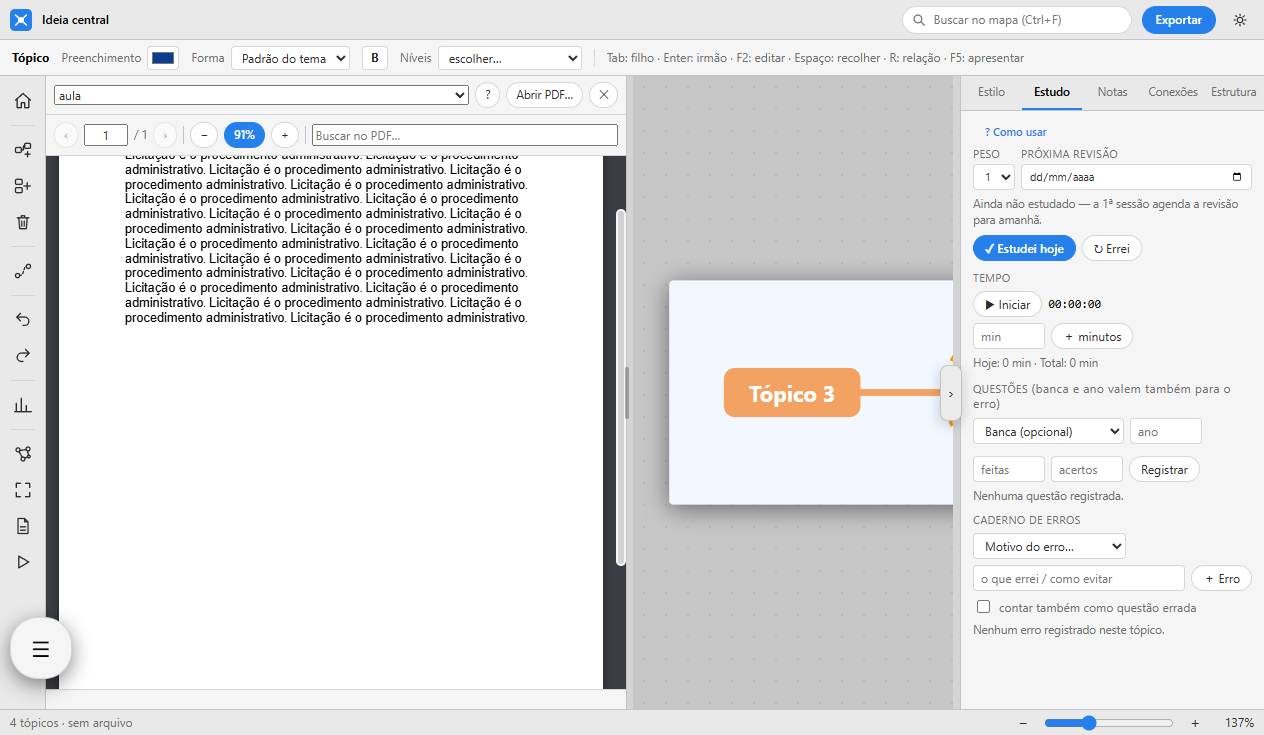 Ideia central
Buscar no mapa (Ctrl+F)
Exportar
Tópico
Preenchimento
Forma
Padrão do tema
B
Níveis
escolher...
Tab: filho · Enter: irmão · F2: editar · Espaço: recolher · R: relação · F5: apresentar
aula
?
Abrir PDF...
1
/ 1
91%
Buscar no PDF...
Licitação é o procedimento administrativo. Licitação é o procedimento
administrativo. Licitação é o procedimento administrativo. Licitação é o
procedimento administrativo. Licitação é o procedimento administrativo.
Licitação é o procedimento administrativo. Licitação é o procedimento
administrativo. Licitação é o procedimento administrativo. Licitação é o
procedimento administrativo. Licitação é o procedimento administrativo.
Licitação é o procedimento administrativo. Licitação é o procedimento
administrativo. Licitação é o procedimento administrativo. Licitação é o
procedimento administrativo. Licitação é o procedimento administrativo.
Licitação é o procedimento administrativo. Licitação é o procedimento
administrativo. Licitação é o procedimento administrativo. Licitação é o
procedimento administrativo. Licitação é o procedimento administrativo.
Tópico 3
Estilo
Estudo
Notas
Conexões
Estrutura
? Como usar
PESO
PRÓXIMA REVISÃO
1
dd/mm/aaaa
Ainda não estudado — a 1ª sessão agenda a revisão
para amanhã.
✓ Estudei hoje
↻ Errei
TEMPO
▶ Iniciar
00:00:00
min
+ minutos
Hoje: 0 min · Total: 0 min
QUESTÕES (banca e ano valem também para o
erro)
Banca (opcional)
ano
feitas
acertos
Registrar
Nenhuma questão registrada.
CADERNO DE ERROS
Motivo do erro...
o que errei / como evitar
+ Erro
contar também como questão errada
Nenhum erro registrado neste tópico.
4 tópicos · sem arquivo
137%